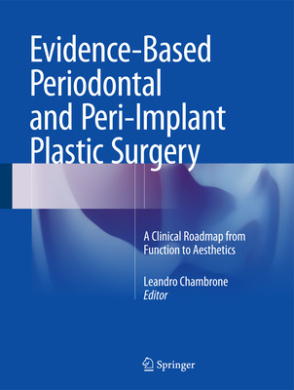 Evidence-Based
Periodontal
and Peri-Implant
Plastic Surgery
A Clinical Roadmap from
Function to Aesthetics
Leandro Chambrone
Editor
Springer